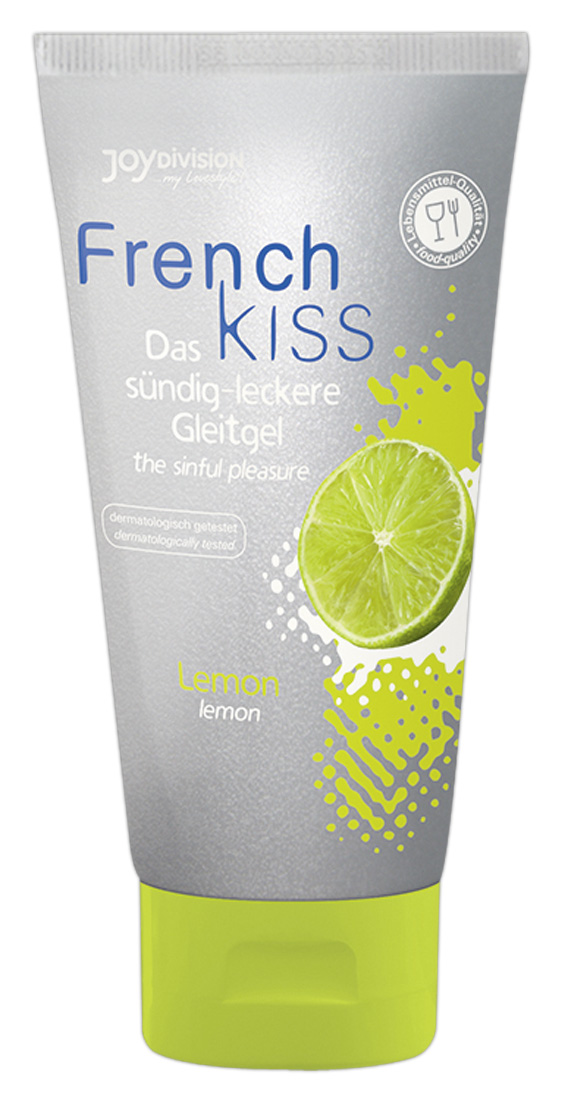 JOYDIVISION
my Lovestyle
Lebensmittel-Qualität
food-quality
French
KISS
Das
sündig-leckere
Gleitgel
the sinful pleasure
dermatologisch getestet
dermatologically tested
Lemon
lemon